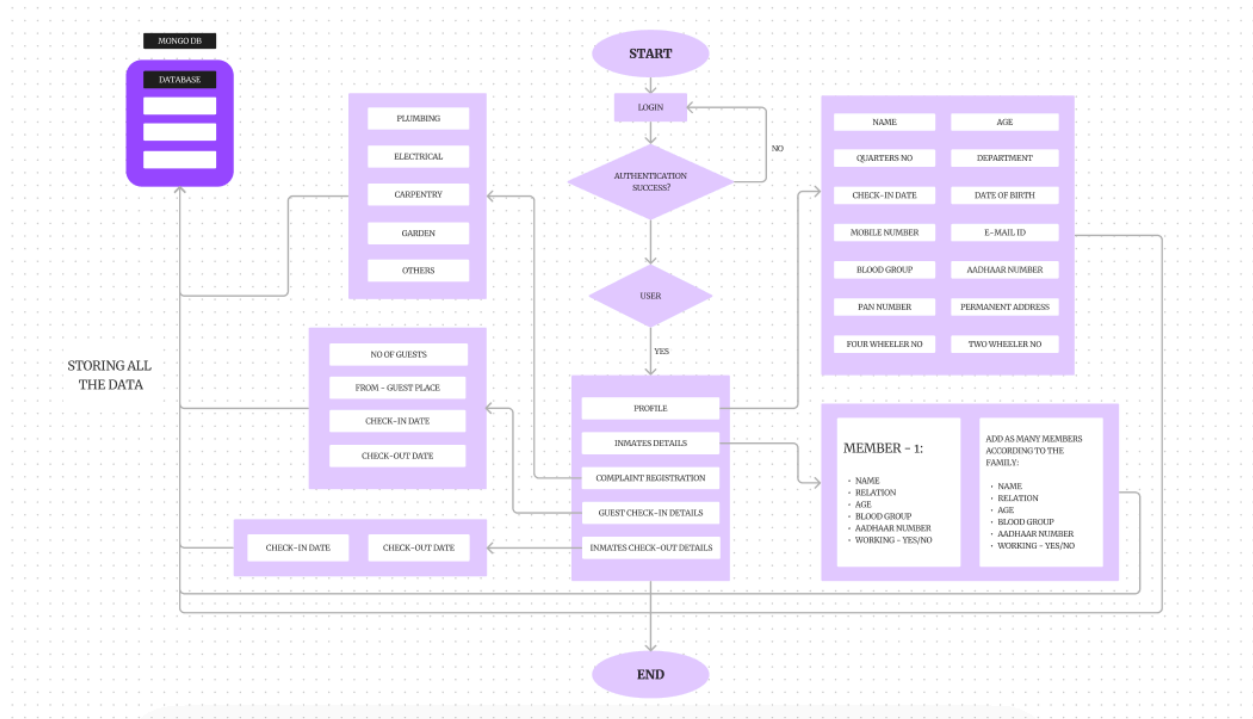 MONGO DB
DATABASE
STORING ALL
THE DATA
PLUMBING
ELECTRICAL
CARPENTRY
GARDEN
OTHERS
NO OF GUESTS
FROM - GUEST PLACE
CHECK-IN DATE
CHECK-OUT DATE
CHECK-IN DATE
CHECK-OUT DATE
START
LOGIN
NO
AUTHENTICATION
SUCCESS?
USER
YES
PROFILE
INMATES DETAILS
COMPLAINT REGISTRATION
GUEST CHECK-IN DETAILS
INMATES CHECK-OUT DETAILS
END
NAME
AGE
QUARTERS NO
DEPARTMENT
CHECK-IN DATE
DATE OF BIRTH
MOBILE NUMBER
E-MAIL ID
BLOOD GROUP
AADHAAR NUMBER
PAN NUMBER
PERMANENT ADDRESS
FOUR WHEELER NO
TWO WHEELER NO
MEMBER - 1:
• NAME
• RELATION
• AGE
• BLOOD GROUP
• AADHAAR NUMBER
• WORKING - YES/NO
ADD AS MANY MEMBERS
ACCORDING TO THE
FAMILY:
• NAME
• RELATION
• AGE
• BLOOD GROUP
• AADHAAR NUMBER
• WORKING - YES/NO